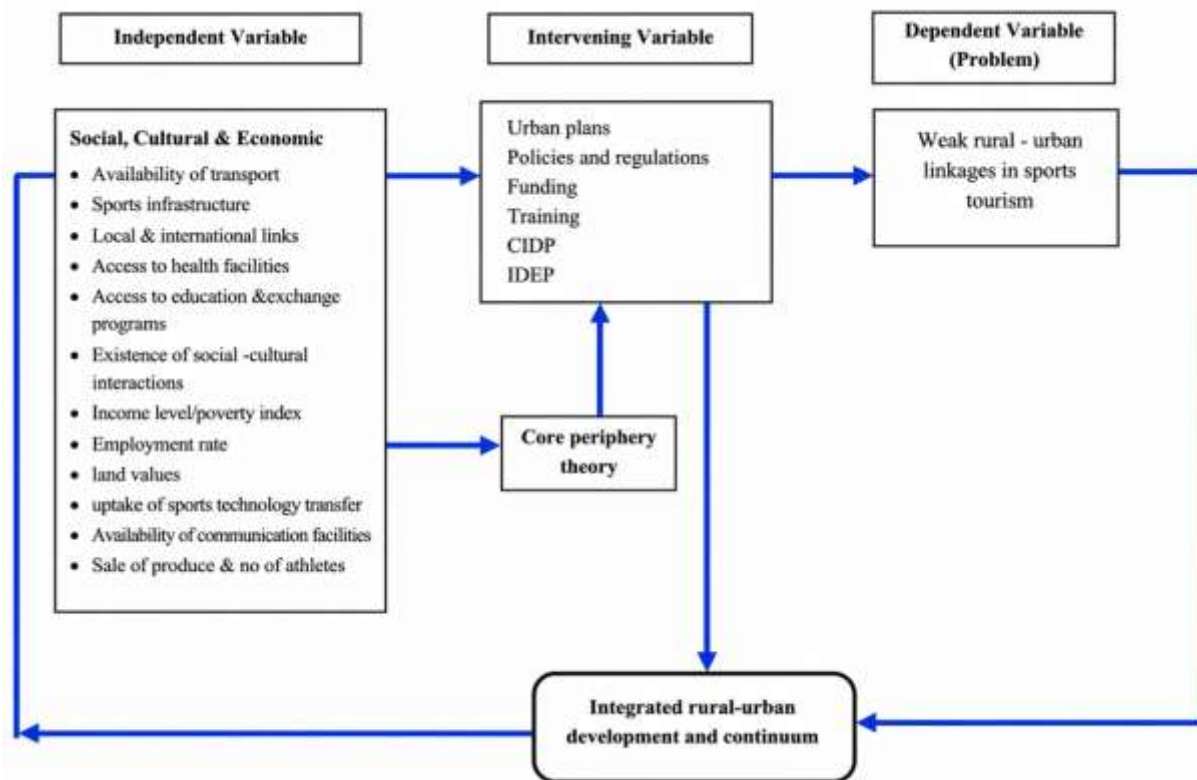 Independent Variable
Intervening Variable
Dependent Variable
(Problem)
Social, Cultural & Economic
• Availability of transport
• Sports infrastructure
• Local & international links
• Access to health facilities
• Access to education &exchange
programs
• Existence of social -cultural
interactions
• Income level/poverty index
• Employment rate
• land values
• uptake of sports technology transfer
• Availability of communication facilities
• Sale of produce & no of athletes
Urban plans
Policies and regulations
Funding
Training
CIDP
IDEP
Weak rural - urban
linkages in sports
tourism
Core periphery
theory
Integrated rural-urban
development and continuum